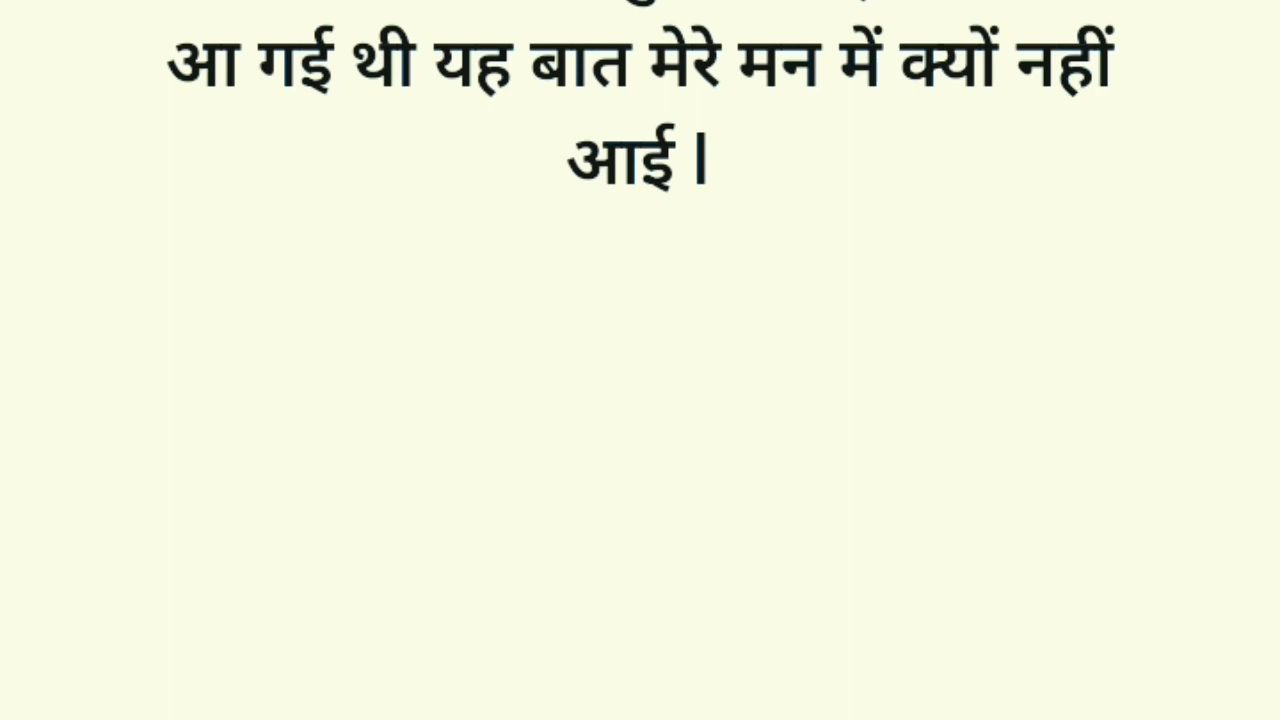 आ गई थी यह बात मेरे मन में क्यों नहीं
आई l